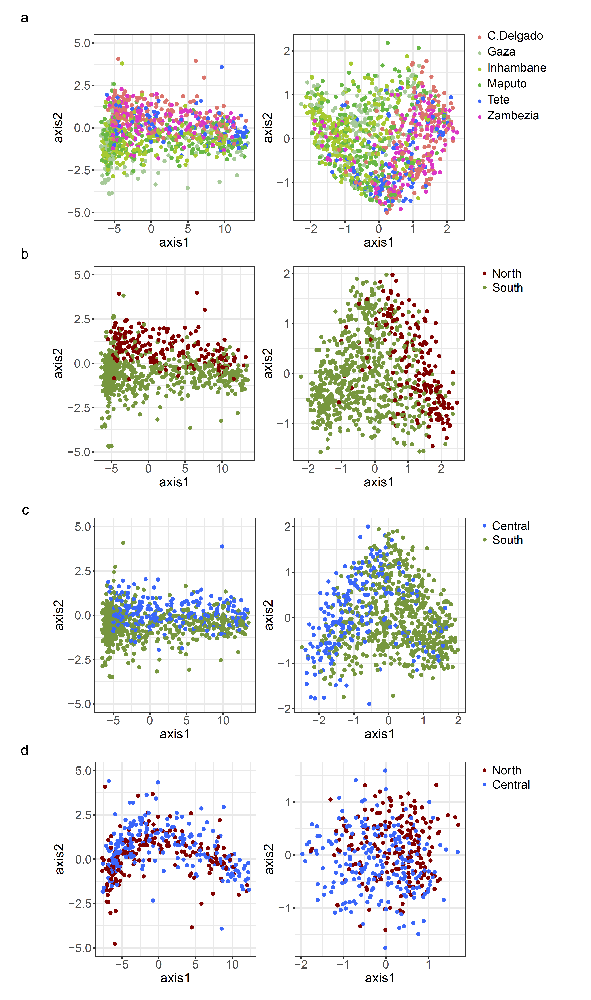 a
5.0
2.5
0.0
−2.5
−5.0
axis2
−5 0 5 10
axis1
2
1
0
−1
axis2
−2 −1 0 1 2
axis1
C.Delgado
Gaza
Inhambane
Maputo
Tete
Zambezia
b
5.0
2.5
0.0
−2.5
−5.0
axis2
−5 0 5 10
axis1
2
1
0
−1
axis2
−2 −1 0 1 2
axis1
North
South
c
5.0
2.5
0.0
−2.5
−5.0
axis2
−5 0 5 10
axis1
2
1
0
−1
−2
axis2
−2 −1 0 1 2
axis1
Central
South
d
5.0
2.5
0.0
−2.5
−5.0
axis2
−5 0 5 10
axis1
1
0
−1
axis2
−2 −1 0 1
axis1
North
Central